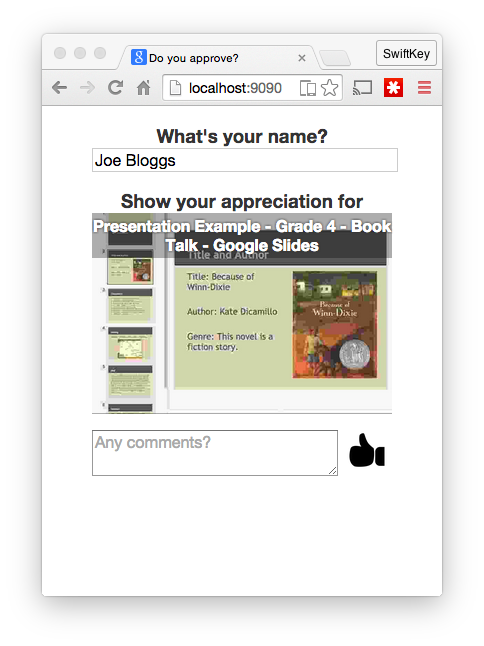 SwiftKey
Do you approve?
localhost:9090
What's your name?
Joe Bloggs
Show your appreciation for
Presentation Example - Grade 4 - Book
Talk - Google Slides
Title and Author
Title: Because of
Winn-Dixie
Author: Kate Dicamillo
Genre: This novel is a
fiction story.
Because of
Winn-Dixie
Any comments?